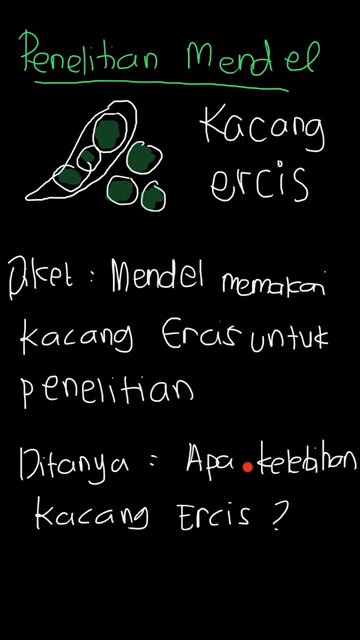 Penelitian Mendel
Kacang
ercis
Diket : Mendel memakai
kacang Ercis untuk
penelitian
Ditanya : Apa kelebihan
kacang Ercis ?